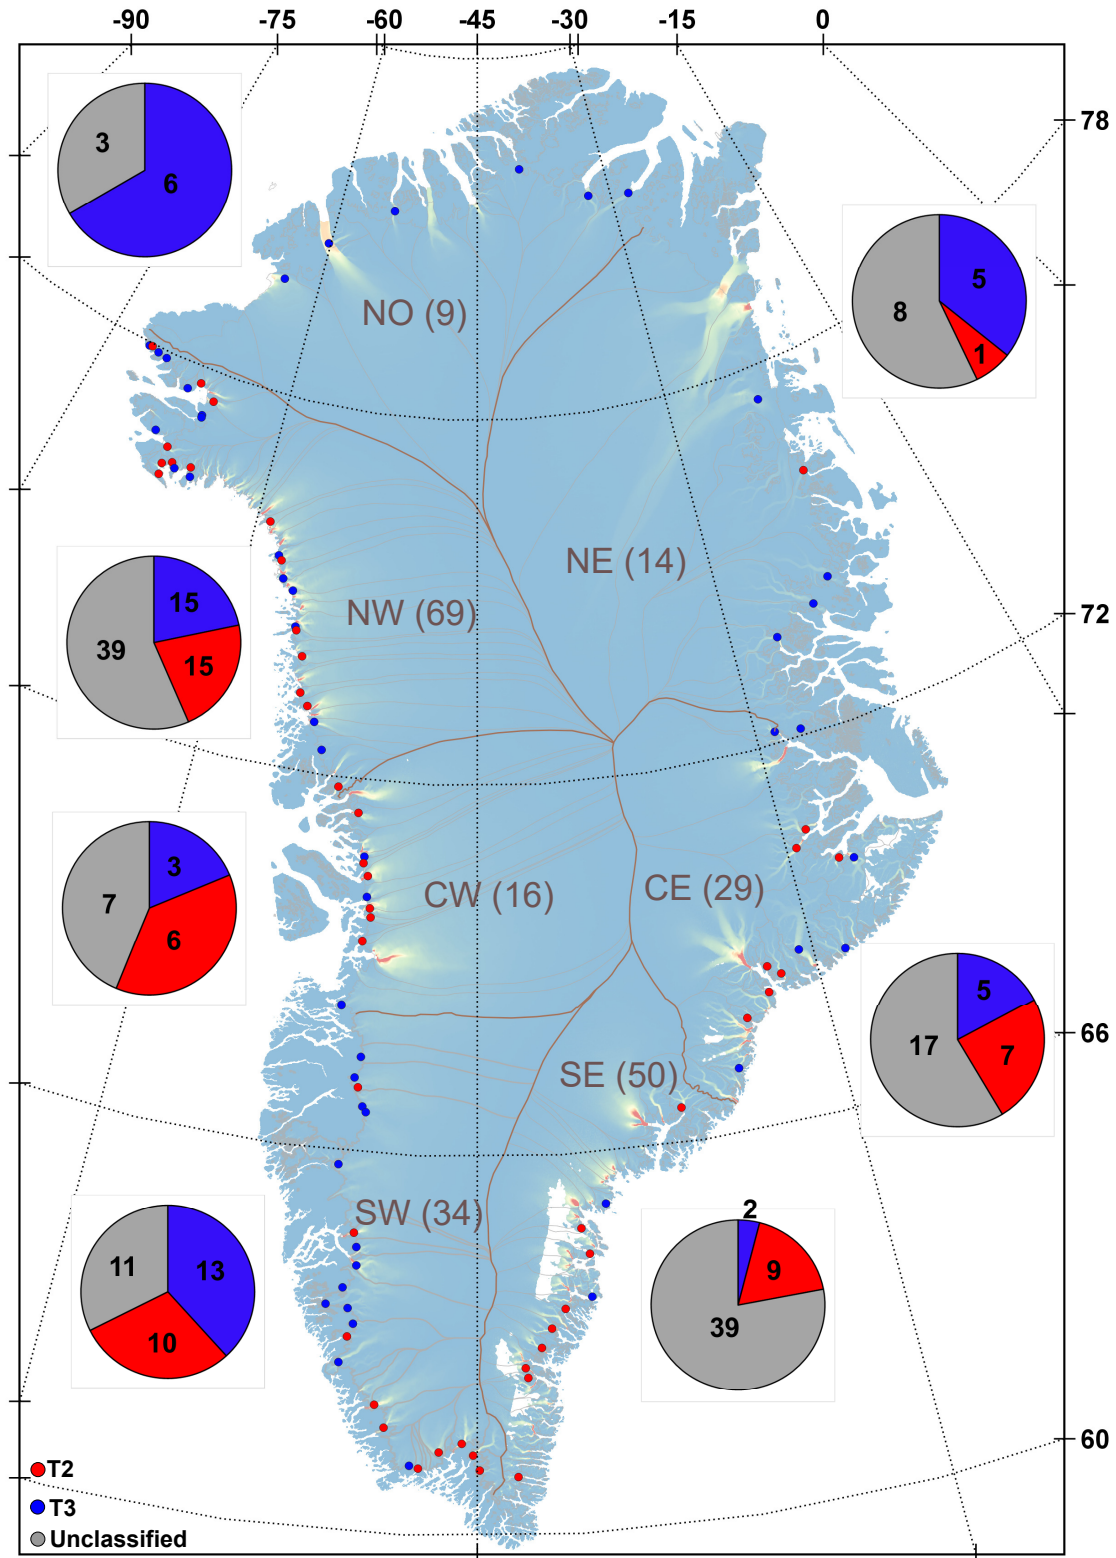 -90 -75 -60 -45 -30 -15 0
78
3
6
5
8
1
NO (9)
NE (14)
NW (69)
72
15
39
15
3
7
6
CW (16)
CE (29)
5
17
7
66
SE (50)
SW (34)
2
9
39
11
13
10
60
T2
T3
Unclassified